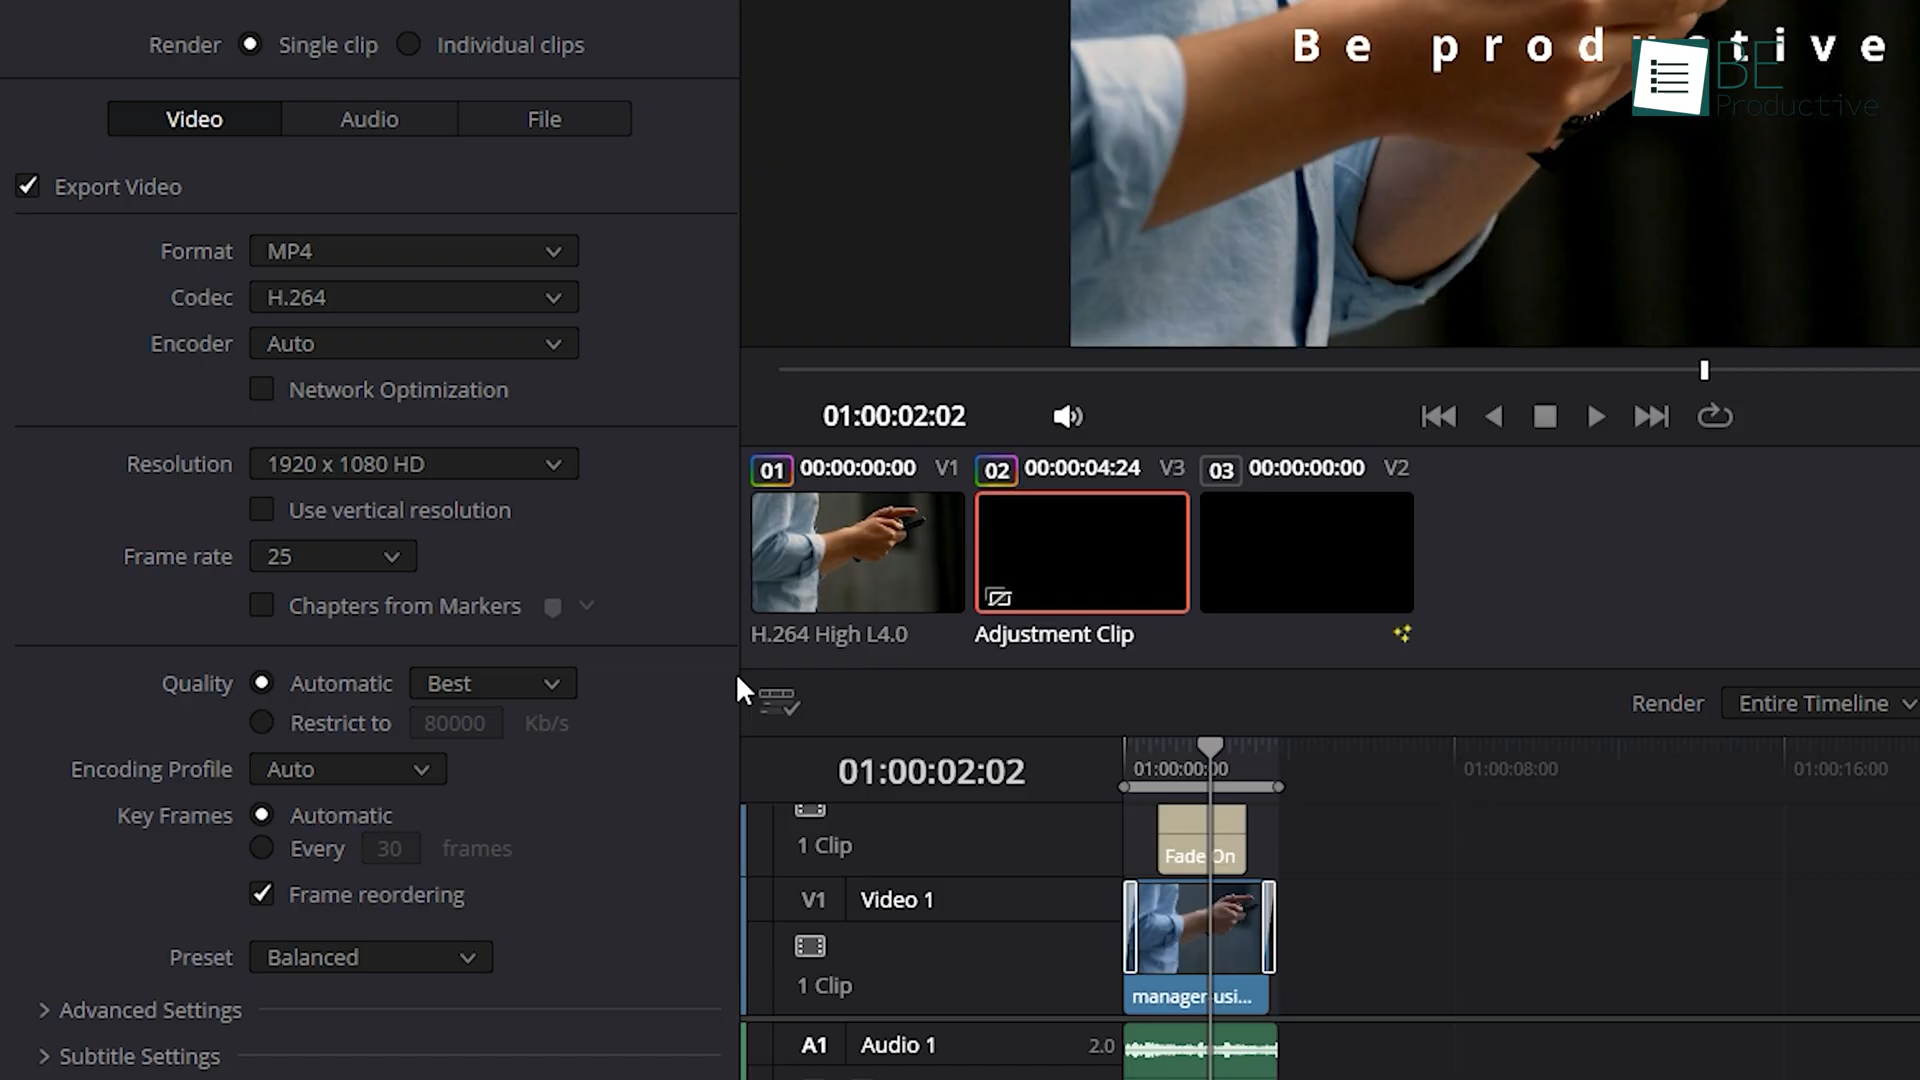 Render Single clip Individual clips
Be productive
BE
Productive
Video Audio File
Export Video
Format MP4
Codec H.264
Encoder Auto
Network Optimization
Resolution 1920 x 1080 HD
Use vertical resolution
Frame rate 25
Chapters from Markers
Quality Automatic Best
Restrict to 80000 Kb/s
Encoding Profile Auto
Key Frames Automatic
Every 30 frames
Frame reordering
Preset Balanced
Advanced Settings
Subtitle Settings
01:00:02:02
01 00:00:00:00 V1 02 00:00:04:24 V3 03 00:00:00:00 V2
H.264 High L4.0 Adjustment Clip
Render Entire Timeline
01:00:02:02 01:00:00:00 01:00:08:00 01:00:16:00
1 Clip Fade On
V1 Video 1
1 Clip manager-usi...
A1 Audio 1 2.0